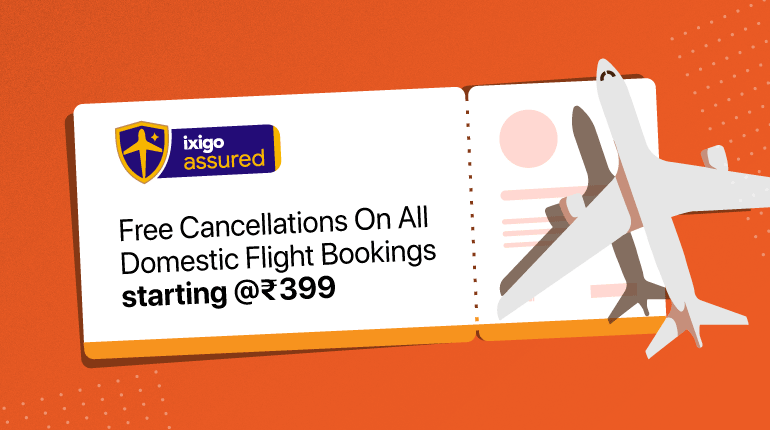 ixigo
assured
Free Cancellations On All
Domestic Flight Bookings
starting @₹399